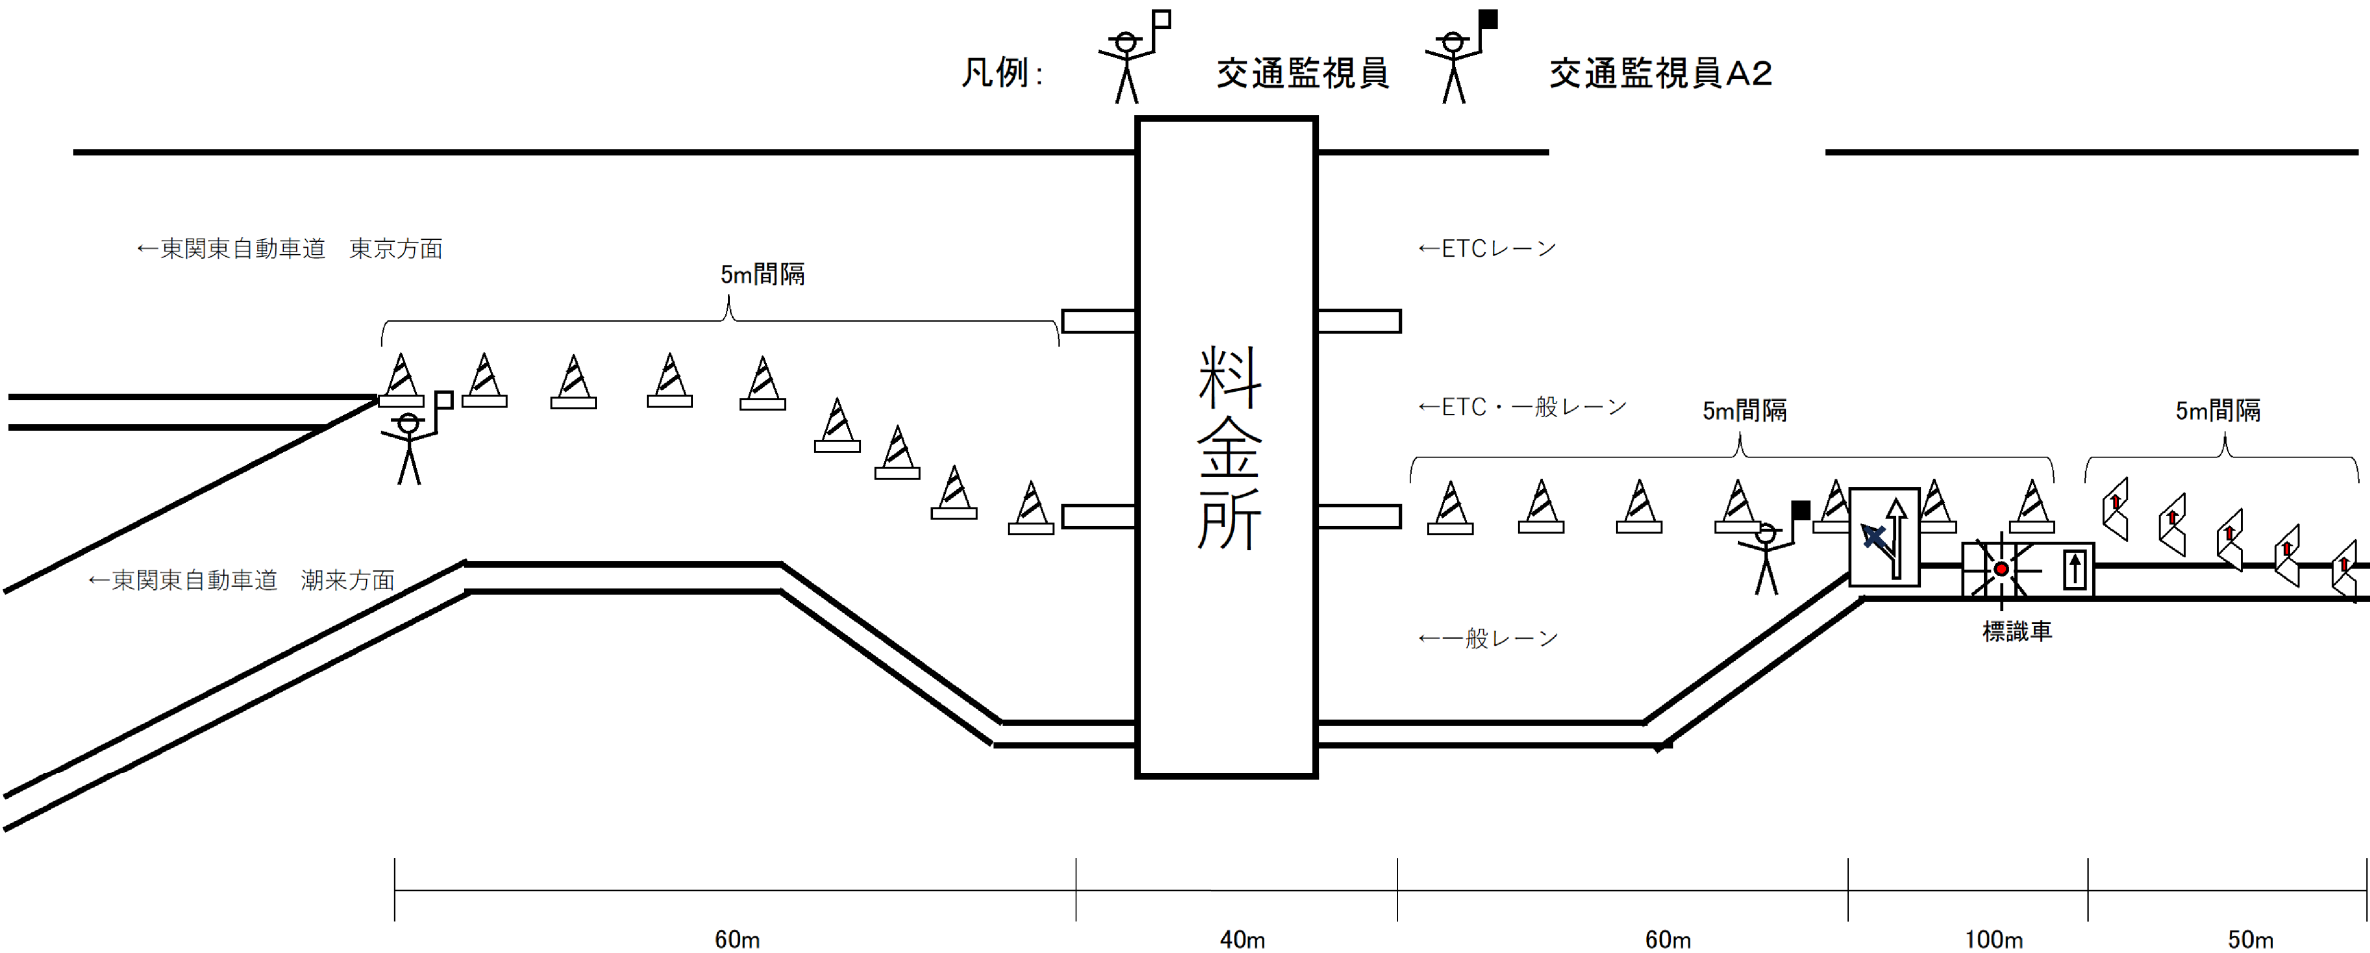 凡例： 交通監視員 交通監視員A2
←東関東自動車道　東京方面
←ETCレーン
5m間隔
料金所
←ETC・一般レーン
5m間隔
5m間隔
←東関東自動車道　潮来方面
←一般レーン
標識車
60m 40m 60m 100m 50m